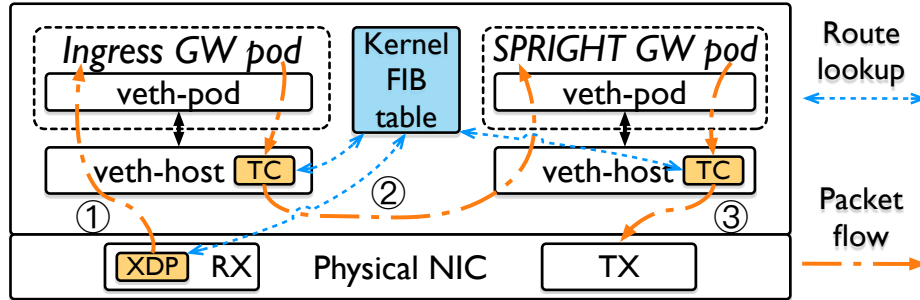 Ingress GW pod
veth-pod
veth-host
TC
Kernel
FIB
table
SPRIGHT GW pod
veth-pod
veth-host
TC
①
②
③
XDP
RX
Physical NIC
TX
Route
lookup
Packet
flow